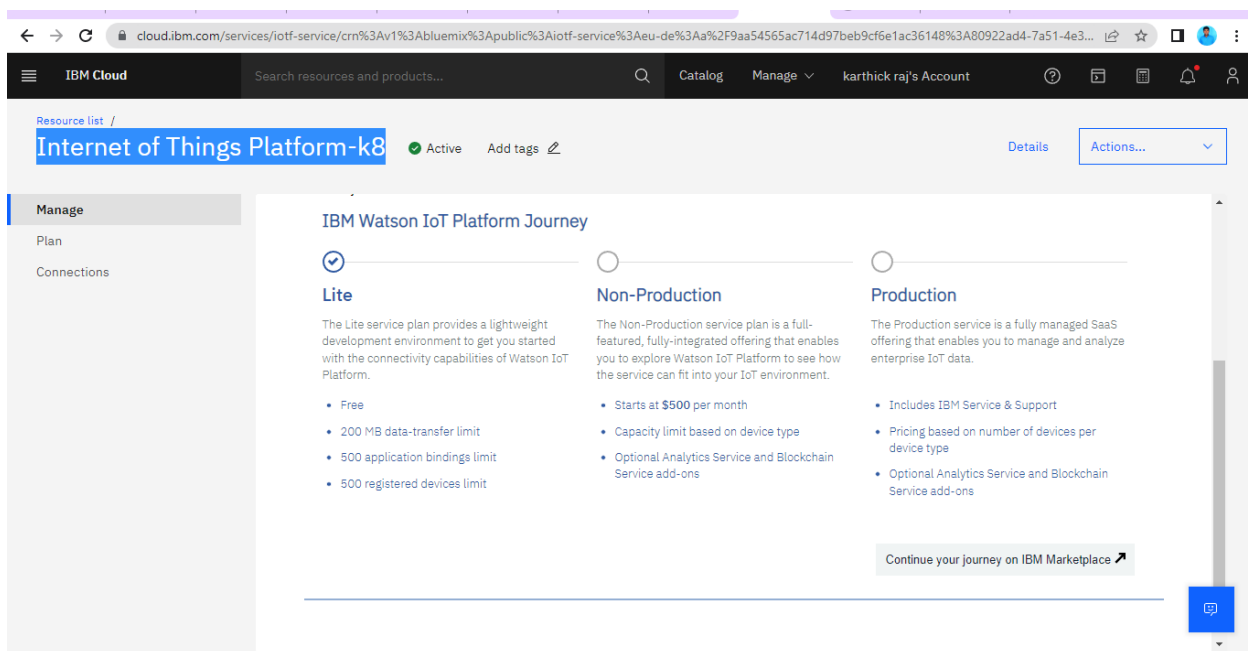 cloud.ibm.com/services/iotf-service/crn%3Av1%3Abluemix%3Apublic%3Aiotf-service%3Aeu-de%3Aa%2F9aa54565ac714d97beb9cf6e1ac36148%3A80922ad4-7a51-4e3...
IBM Cloud
Search resources and products...
Catalog
Manage
karthick raj's Account
Resource list /
Internet of Things Platform-k8
Active
Add tags
Details
Actions...
Manage
Plan
Connections
IBM Watson IoT Platform Journey
Lite
The Lite service plan provides a lightweight
development environment to get you started
with the connectivity capabilities of Watson IoT
Platform.
• Free
• 200 MB data-transfer limit
• 500 application bindings limit
• 500 registered devices limit
Non-Production
The Non-Production service plan is a full-
featured, fully-integrated offering that enables
you to explore Watson IoT Platform to see how
the service can fit into your IoT environment.
• Starts at $500 per month
• Capacity limit based on device type
• Optional Analytics Service and Blockchain
Service add-ons
Production
The Production service is a fully managed SaaS
offering that enables you to manage and analyze
enterprise IoT data.
• Includes IBM Service & Support
• Pricing based on number of devices per
device type
• Optional Analytics Service and Blockchain
Service add-ons
Continue your journey on IBM Marketplace